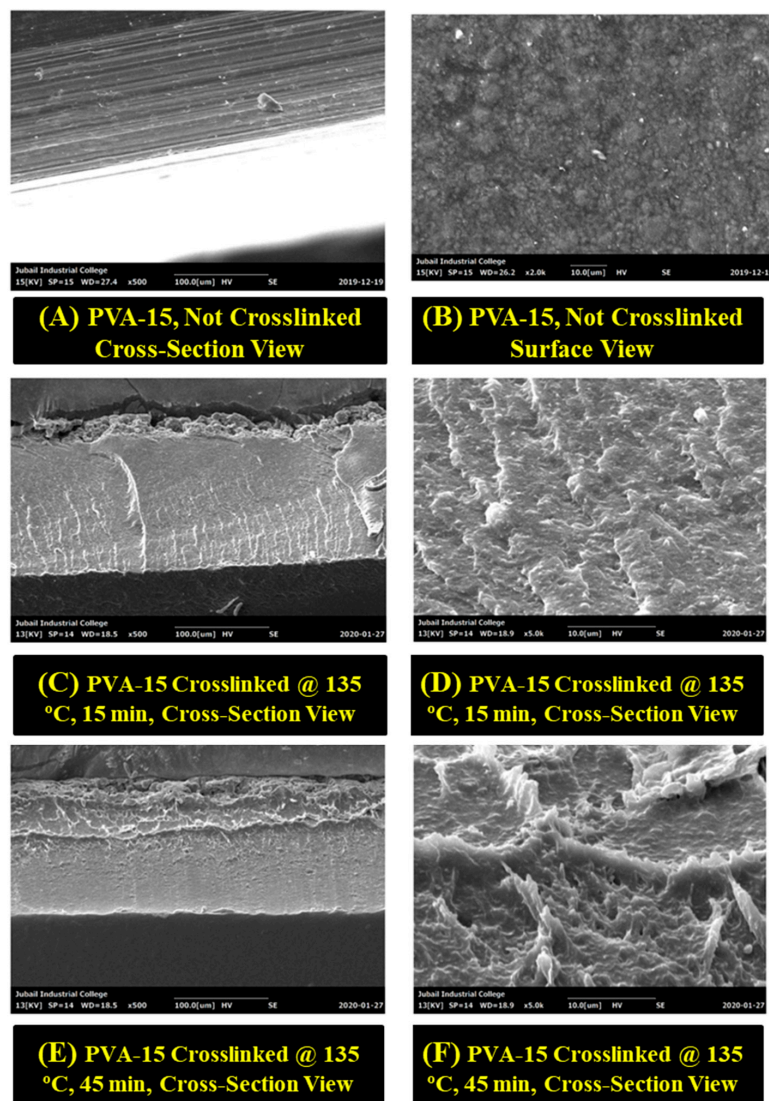 Jubail Industrial College
15[KV] SP=15 WD=27.4 x500 100.0[um] HV SE 2019-12-19
Jubail Industrial College
15[KV] SP=15 WD=26.2 x2.0k 10.0[um] HV SE 2019-12-1
(A) PVA-15, Not Crosslinked
Cross-Section View
(B) PVA-15, Not Crosslinked
Surface View
Jubail Industrial College
13[KV] SP=14 WD=18.5 x500 100.0[um] HV SE 2020-01-27
Jubail Industrial College
13[KV] SP=14 WD=18.9 x5.0k 10.0[um] HV SE 2020-01-27
(C) PVA-15 Crosslinked @ 135
ºC, 15 min, Cross-Section View
(D) PVA-15 Crosslinked @ 135
ºC, 15 min, Cross-Section View
Jubail Industrial College
13[KV] SP=14 WD=18.5 x500 100.0[um] HV SE 2020-01-27
Jubail Industrial College
13[KV] SP=14 WD=18.9 x5.0k 10.0[um] HV SE 2020-01-27
(E) PVA-15 Crosslinked @ 135
ºC, 45 min, Cross-Section View
(F) PVA-15 Crosslinked @ 135
ºC, 45 min, Cross-Section View